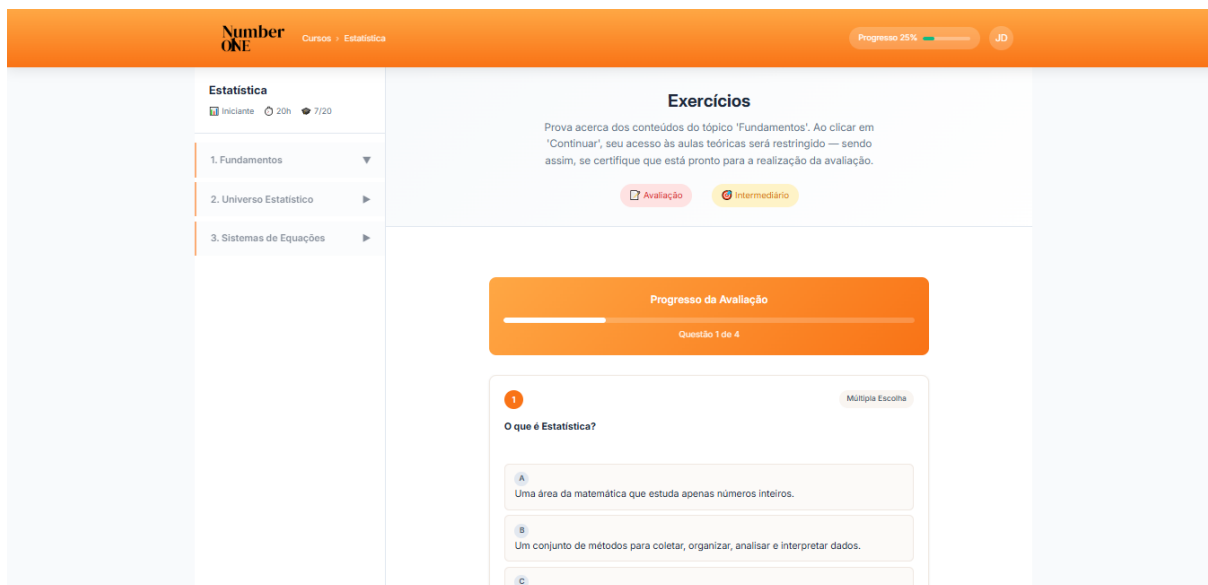 Number
ONE
Cursos > Estatística
Progresso 25%
JD
Estatística
Iniciante 20h 7/20
1. Fundamentos
2. Universo Estatístico
3. Sistemas de Equações
Exercícios
Prova acerca dos conteúdos do tópico 'Fundamentos'. Ao clicar em
'Continuar', seu acesso às aulas teóricas será restringido — sendo
assim, se certifique que está pronto para a realização da avaliação.
Avaliação
Intermediário
Progresso da Avaliação
Questão 1 de 4
1
Múltipla Escolha
O que é Estatística?
A
Uma área da matemática que estuda apenas números inteiros.
B
Um conjunto de métodos para coletar, organizar, analisar e interpretar dados.
C